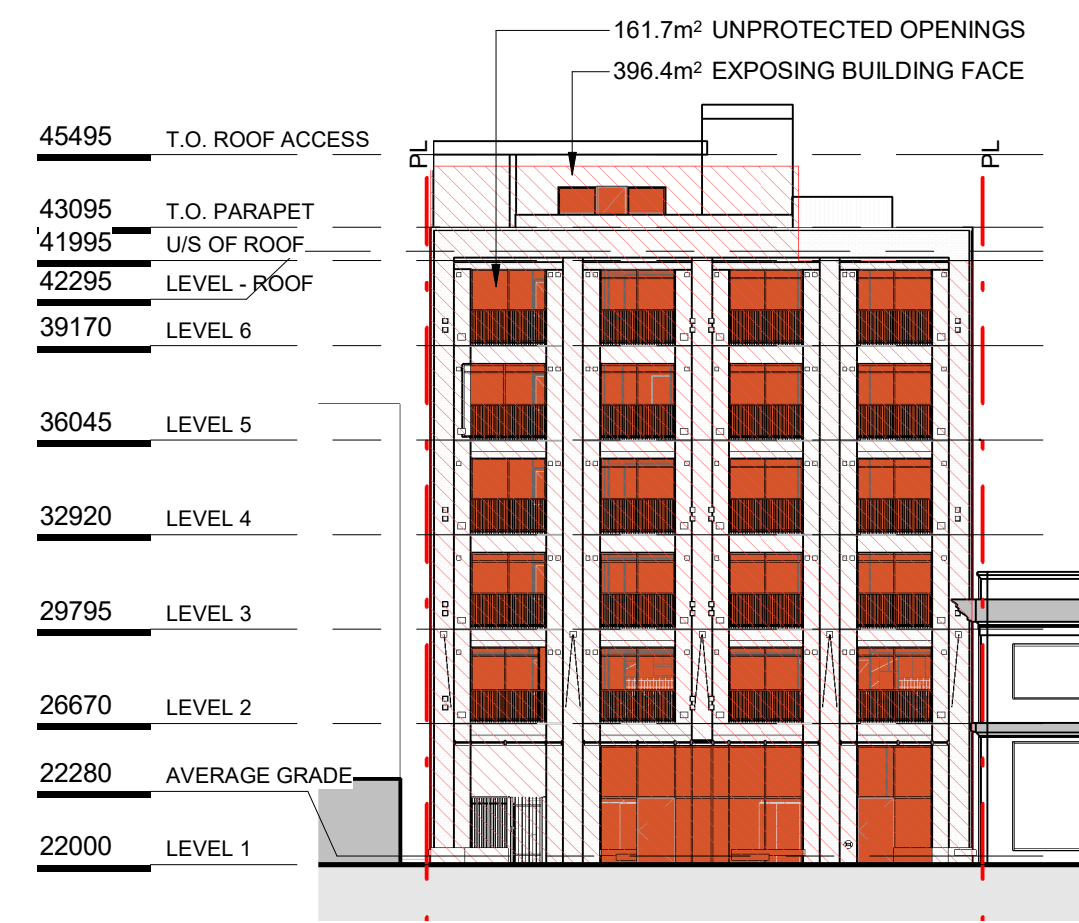 161.7m² UNPROTECTED OPENINGS
396.4m² EXPOSING BUILDING FACE
45495 T.O. ROOF ACCESS
PL PL
43095 T.O. PARAPET
41995 U/S OF ROOF
42295 LEVEL - ROOF
39170 LEVEL 6
36045 LEVEL 5
32920 LEVEL 4
29795 LEVEL 3
26670 LEVEL 2
22280 AVERAGE GRADE
22000 LEVEL 1